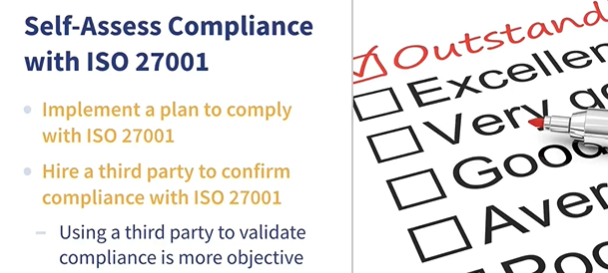 Self-Assess Compliance
with ISO 27001
Implement a plan to comply
with ISO 27001
Hire a third party to confirm
compliance with ISO 27001
Using a third party to validate
compliance is more objective
Outstand
Excellen
Very
Good
Aver
Poo